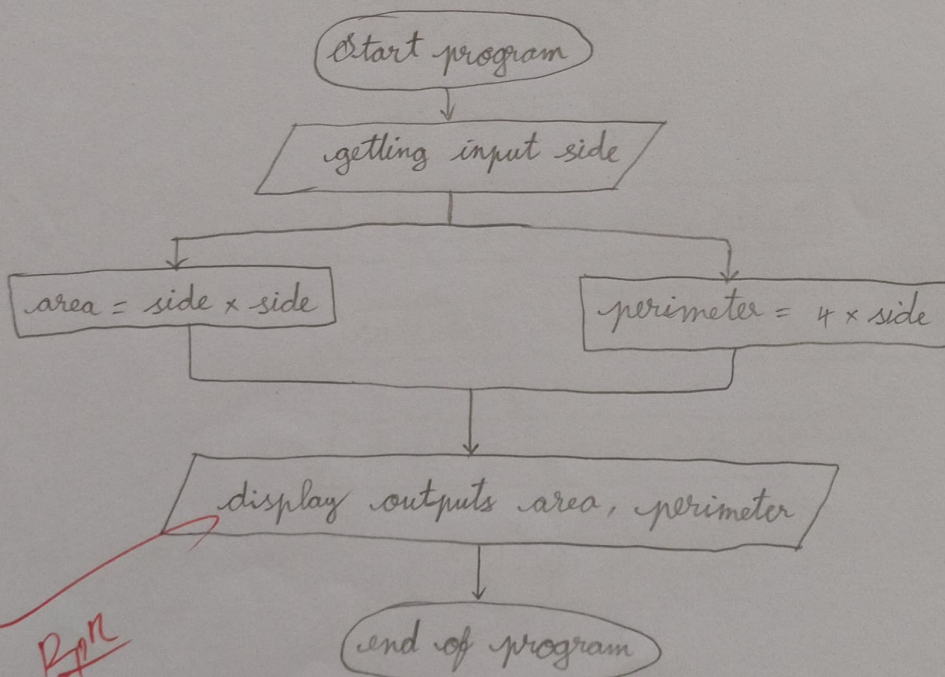 Start program
getting input side
area = side × side
perimeter = 4 × side
display outputs area, perimeter
end of program